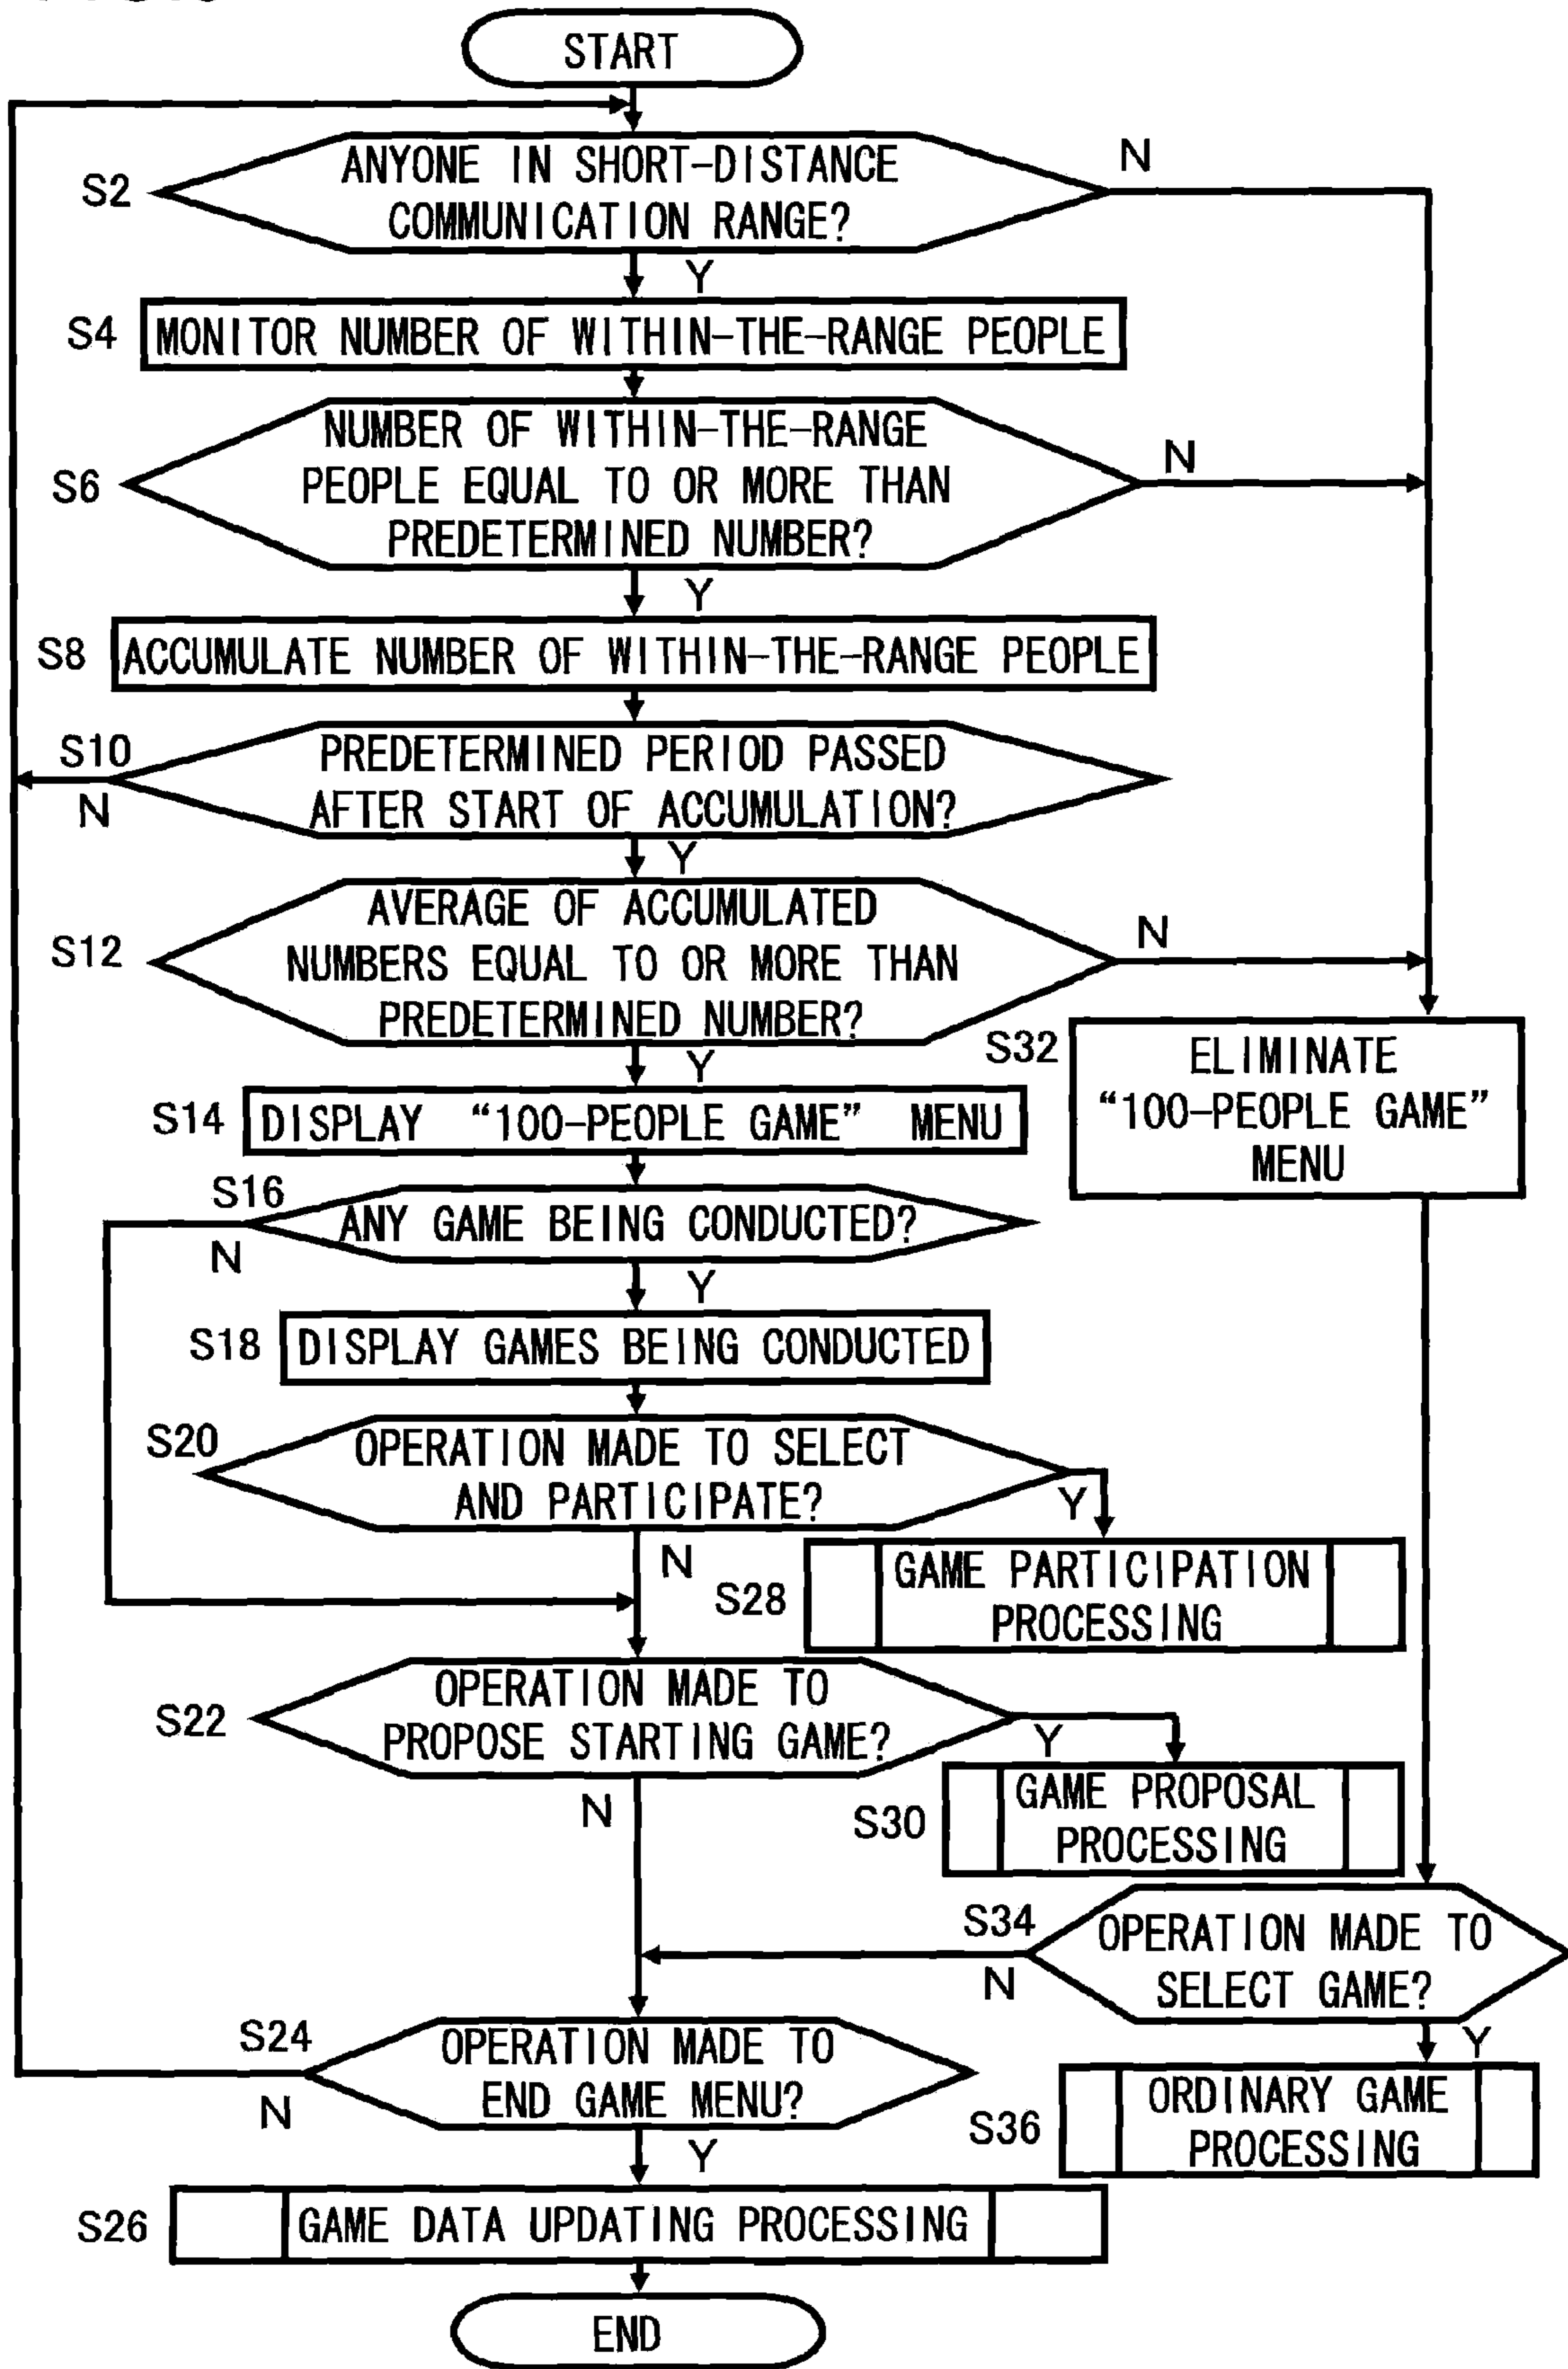 START
S2
ANYONE IN SHORT-DISTANCE
COMMUNICATION RANGE?
N
Y
S4
MONITOR NUMBER OF WITHIN-THE-RANGE PEOPLE
S6
NUMBER OF WITHIN-THE-RANGE
PEOPLE EQUAL TO OR MORE THAN
PREDETERMINED NUMBER?
N
Y
S8
ACCUMULATE NUMBER OF WITHIN-THE-RANGE PEOPLE
S10
PREDETERMINED PERIOD PASSED
AFTER START OF ACCUMULATION?
N
Y
S12
AVERAGE OF ACCUMULATED
NUMBERS EQUAL TO OR MORE THAN
PREDETERMINED NUMBER?
N
Y
S32
ELIMINATE
“100-PEOPLE GAME”
MENU
S14
DISPLAY “100-PEOPLE GAME” MENU
S16
ANY GAME BEING CONDUCTED?
N
Y
S18
DISPLAY GAMES BEING CONDUCTED
S20
OPERATION MADE TO SELECT
AND PARTICIPATE?
Y
N
S28
GAME PARTICIPATION
PROCESSING
S22
OPERATION MADE TO
PROPOSE STARTING GAME?
Y
N
S30
GAME PROPOSAL
PROCESSING
S34
OPERATION MADE TO
SELECT GAME?
N
Y
S24
OPERATION MADE TO
END GAME MENU?
N
Y
S36
ORDINARY GAME
PROCESSING
S26
GAME DATA UPDATING PROCESSING
END